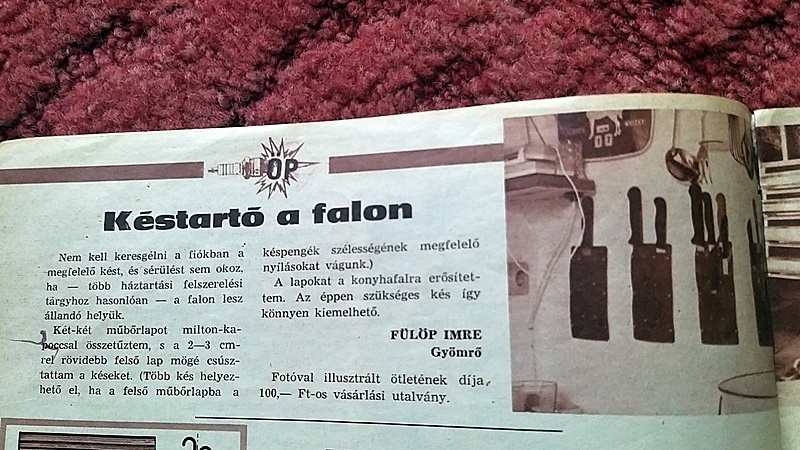 ÖP
Késtartó a falon
Nem kell keresgélni a fiókban a
megfelelő kést, és sérülést sem okoz,
ha — több háztartási felszerelési
tárgyhoz hasonlóan — a falon lesz
állandó helyük.
Két-két műbőrlapot milton-ka-
poccsal összetűztem, s a 2—3 cm-
rel rövidebb felső lap mögé csúsz-
tattam a késeket. (Több kés helyez-
hető el, ha a felső műbőrlapba a
késpengék szélességének megfelelő
nyílásokat vágunk.)
A lapokat a konyhafalra erősítet-
tem. Az éppen szükséges kés így
könnyen kiemelhető.
FÜLÖP IMRE
Gyömrő
Fotóval illusztrált ötletének díja,
100,— Ft-os vásárlási utalvány.
WHISKY